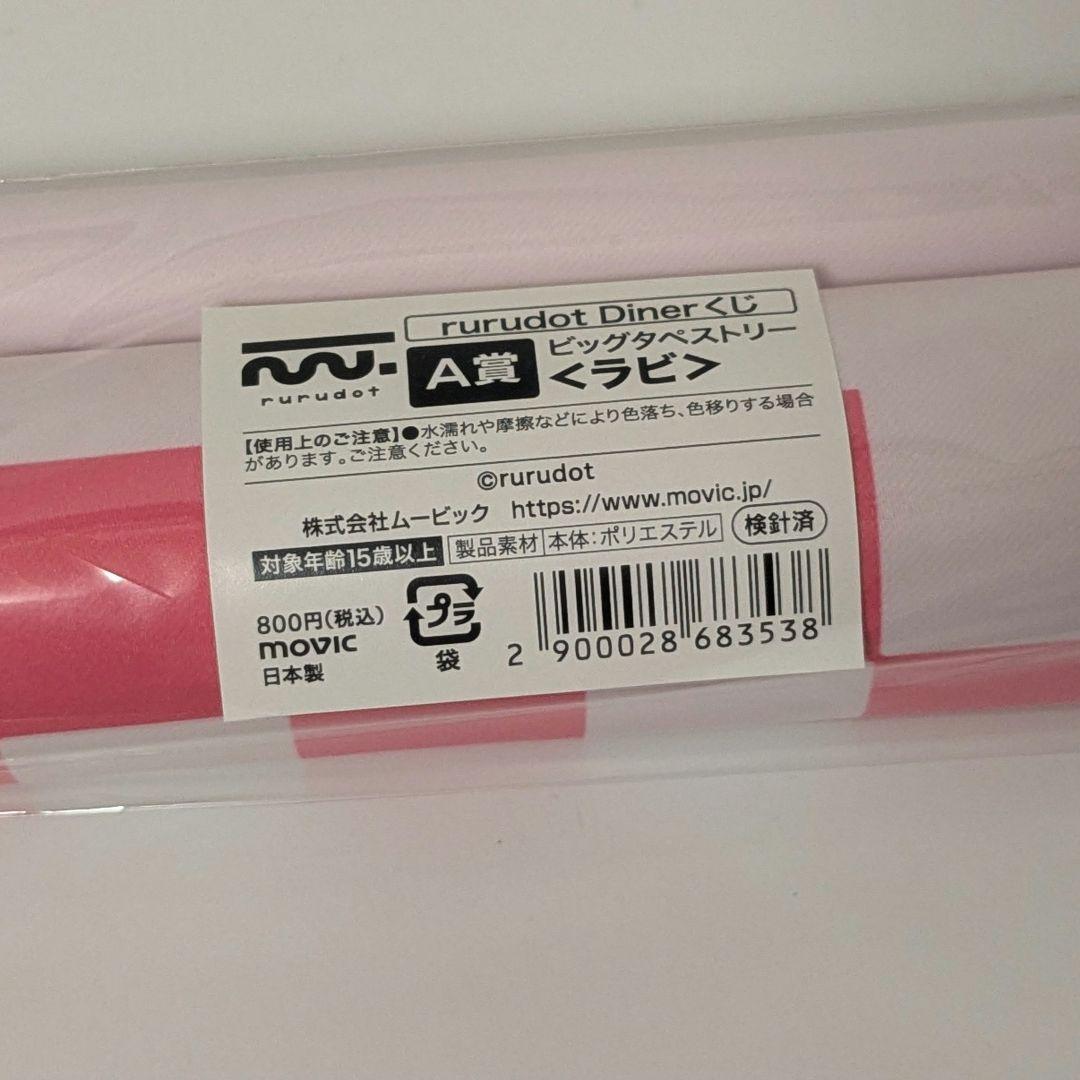 rurudot Dinerくじ
rurudot
A賞
ビッグタペストリー
<ラビ>
【使用上のご注意】●水濡れや摩擦などにより色落ち、色移りする場合
があります。ご注意ください。
©rurudot
株式会社ムービック https://www.movic.jp/
対象年齢15歳以上 製品素材 本体:ポリエステル 検針済
800円(税込)
movic
日本製
プラ
袋
2 900028 683538